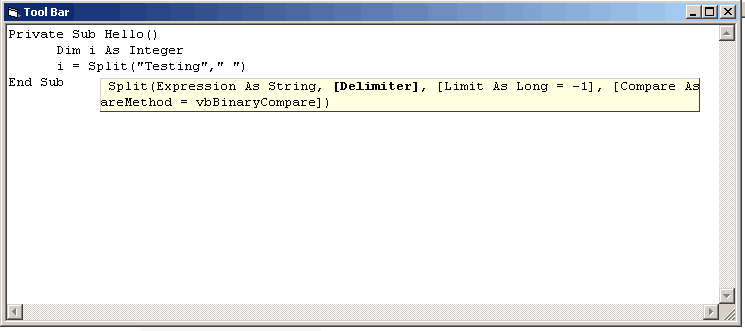 Tool Bar
Private Sub Hello()
Dim i As Integer
i = Split("Testing"," ")
End Sub
Split(Expression As String, [Delimiter], [Limit As Long = -1], [Compare As
areMethod = vbBinaryCompare])